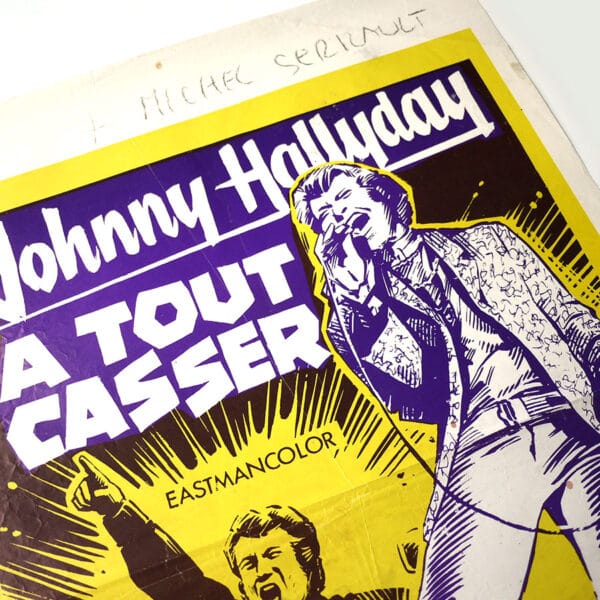 + MICHEL SERRAULT
Johnny Hallyday
A TOUT
CASSER
EASTMANCOLOR